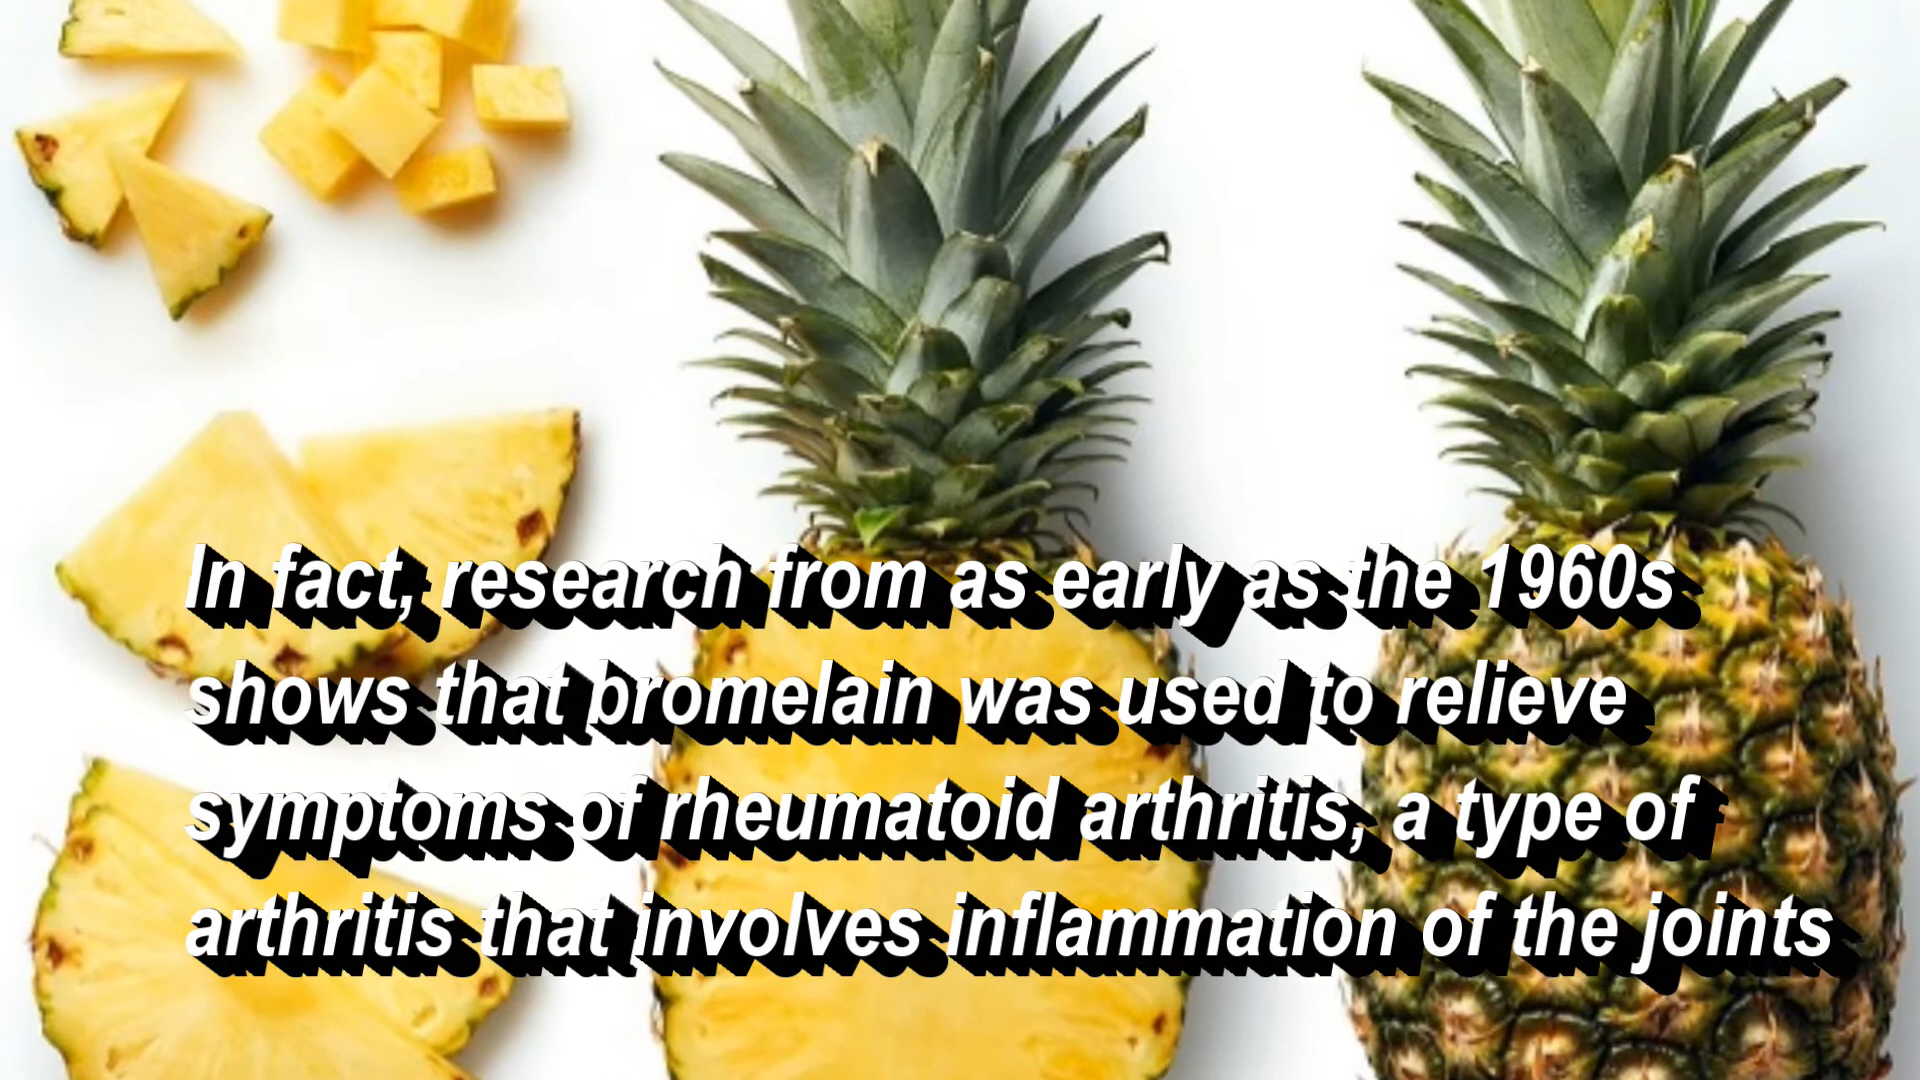 In fact, research from as early as the 1960s
shows that bromelain was used to relieve
symptoms of rheumatoid arthritis, a type of
arthritis that involves inflammation of the joints